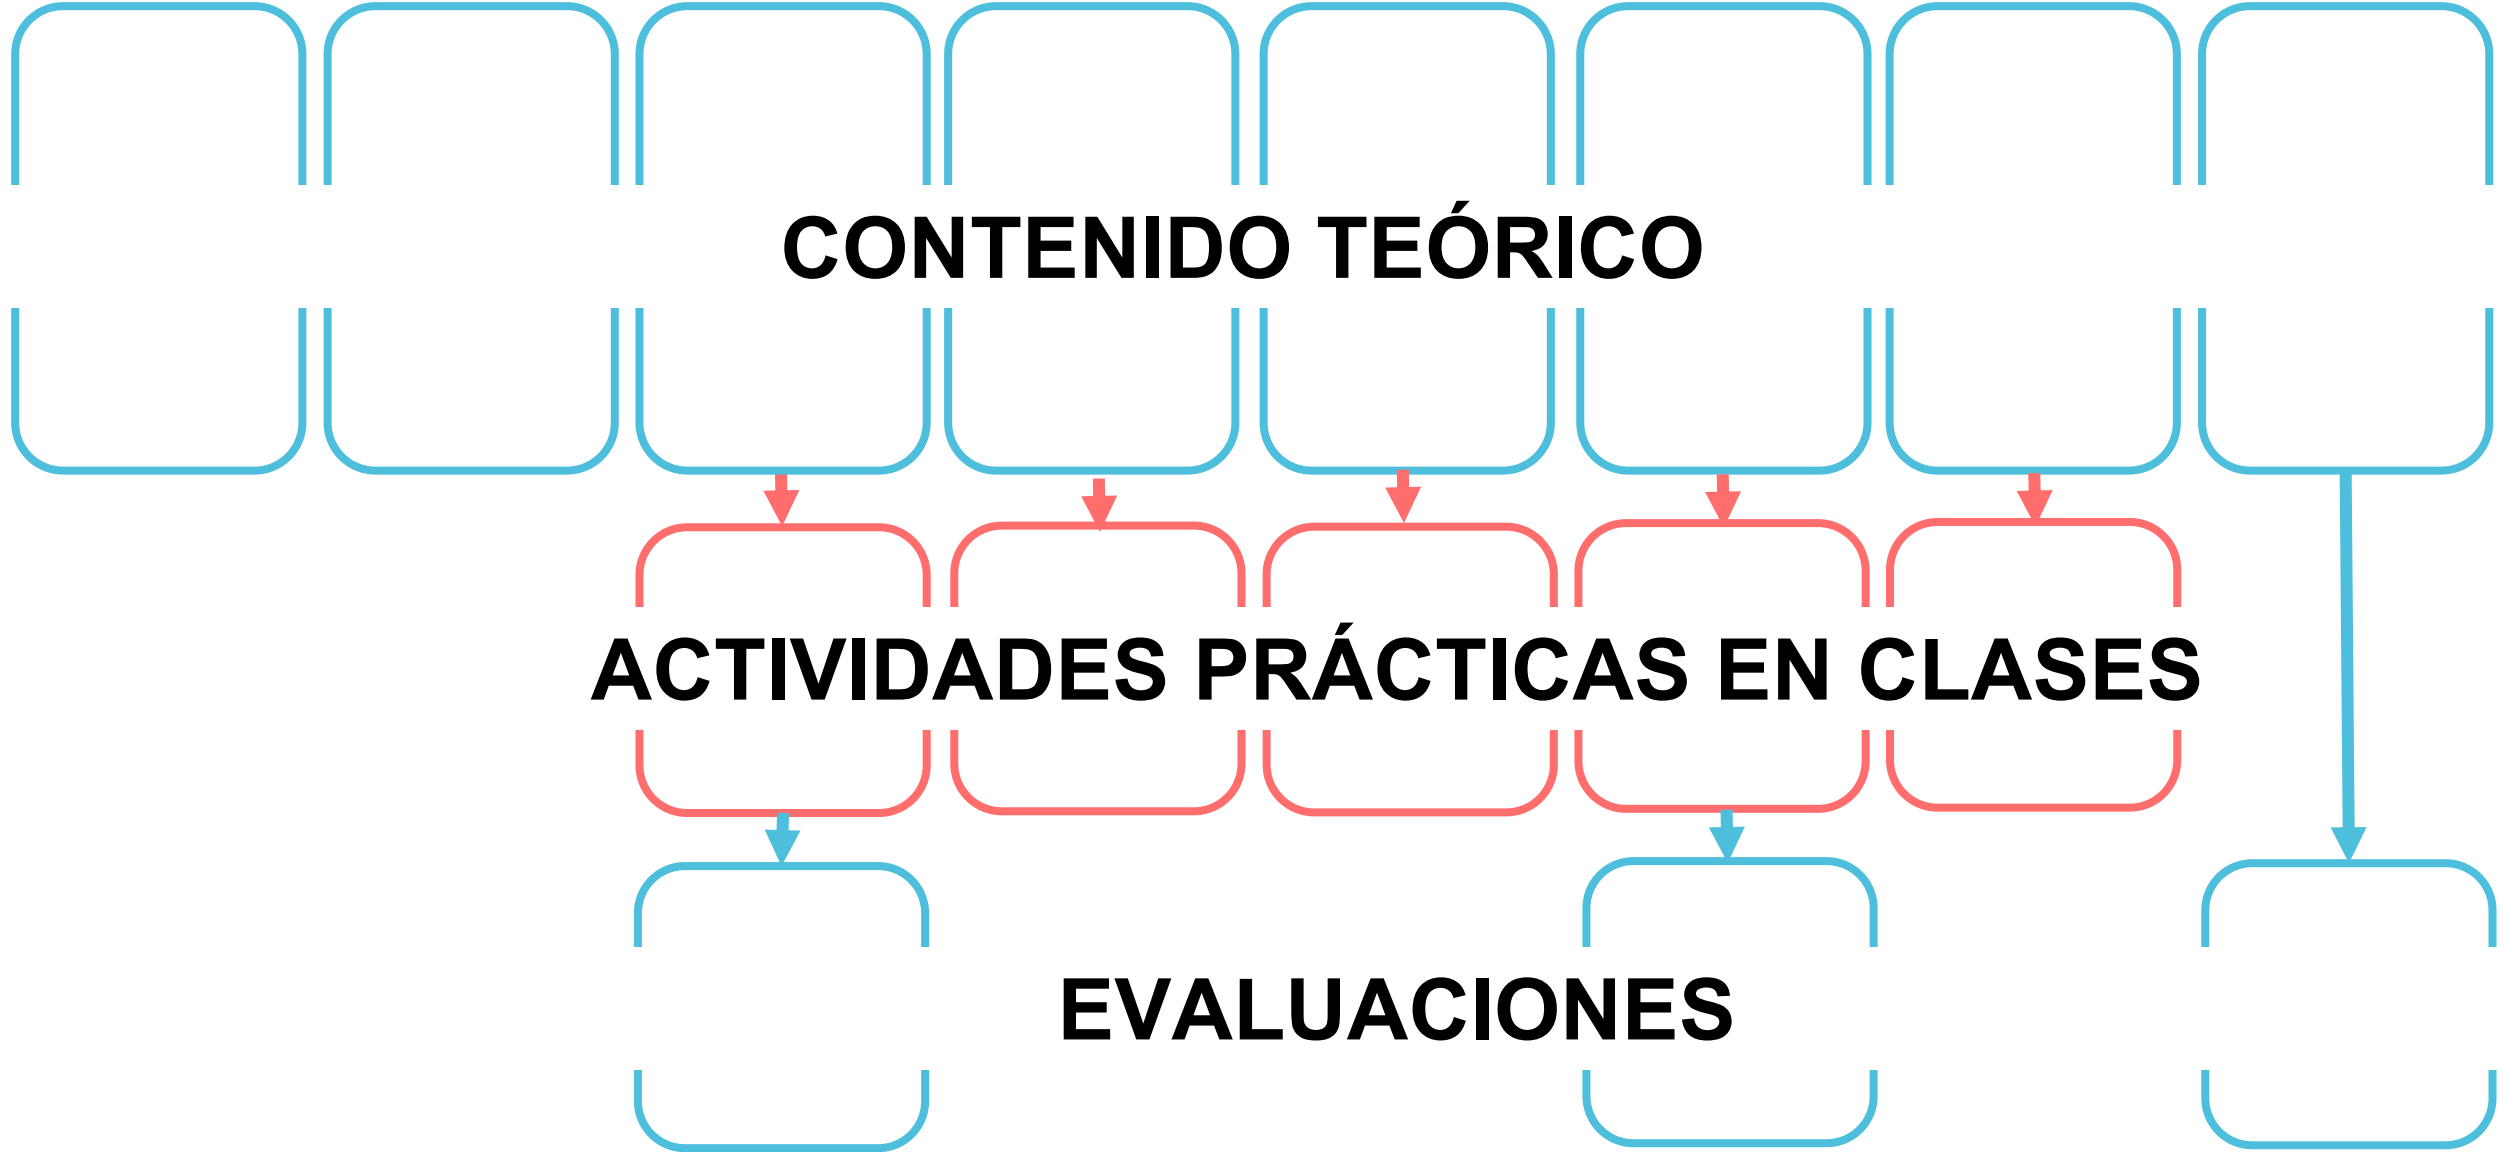 CONTENIDO TEÓRICO
ACTIVIDADES PRÁCTICAS EN CLASES
EVALUACIONES